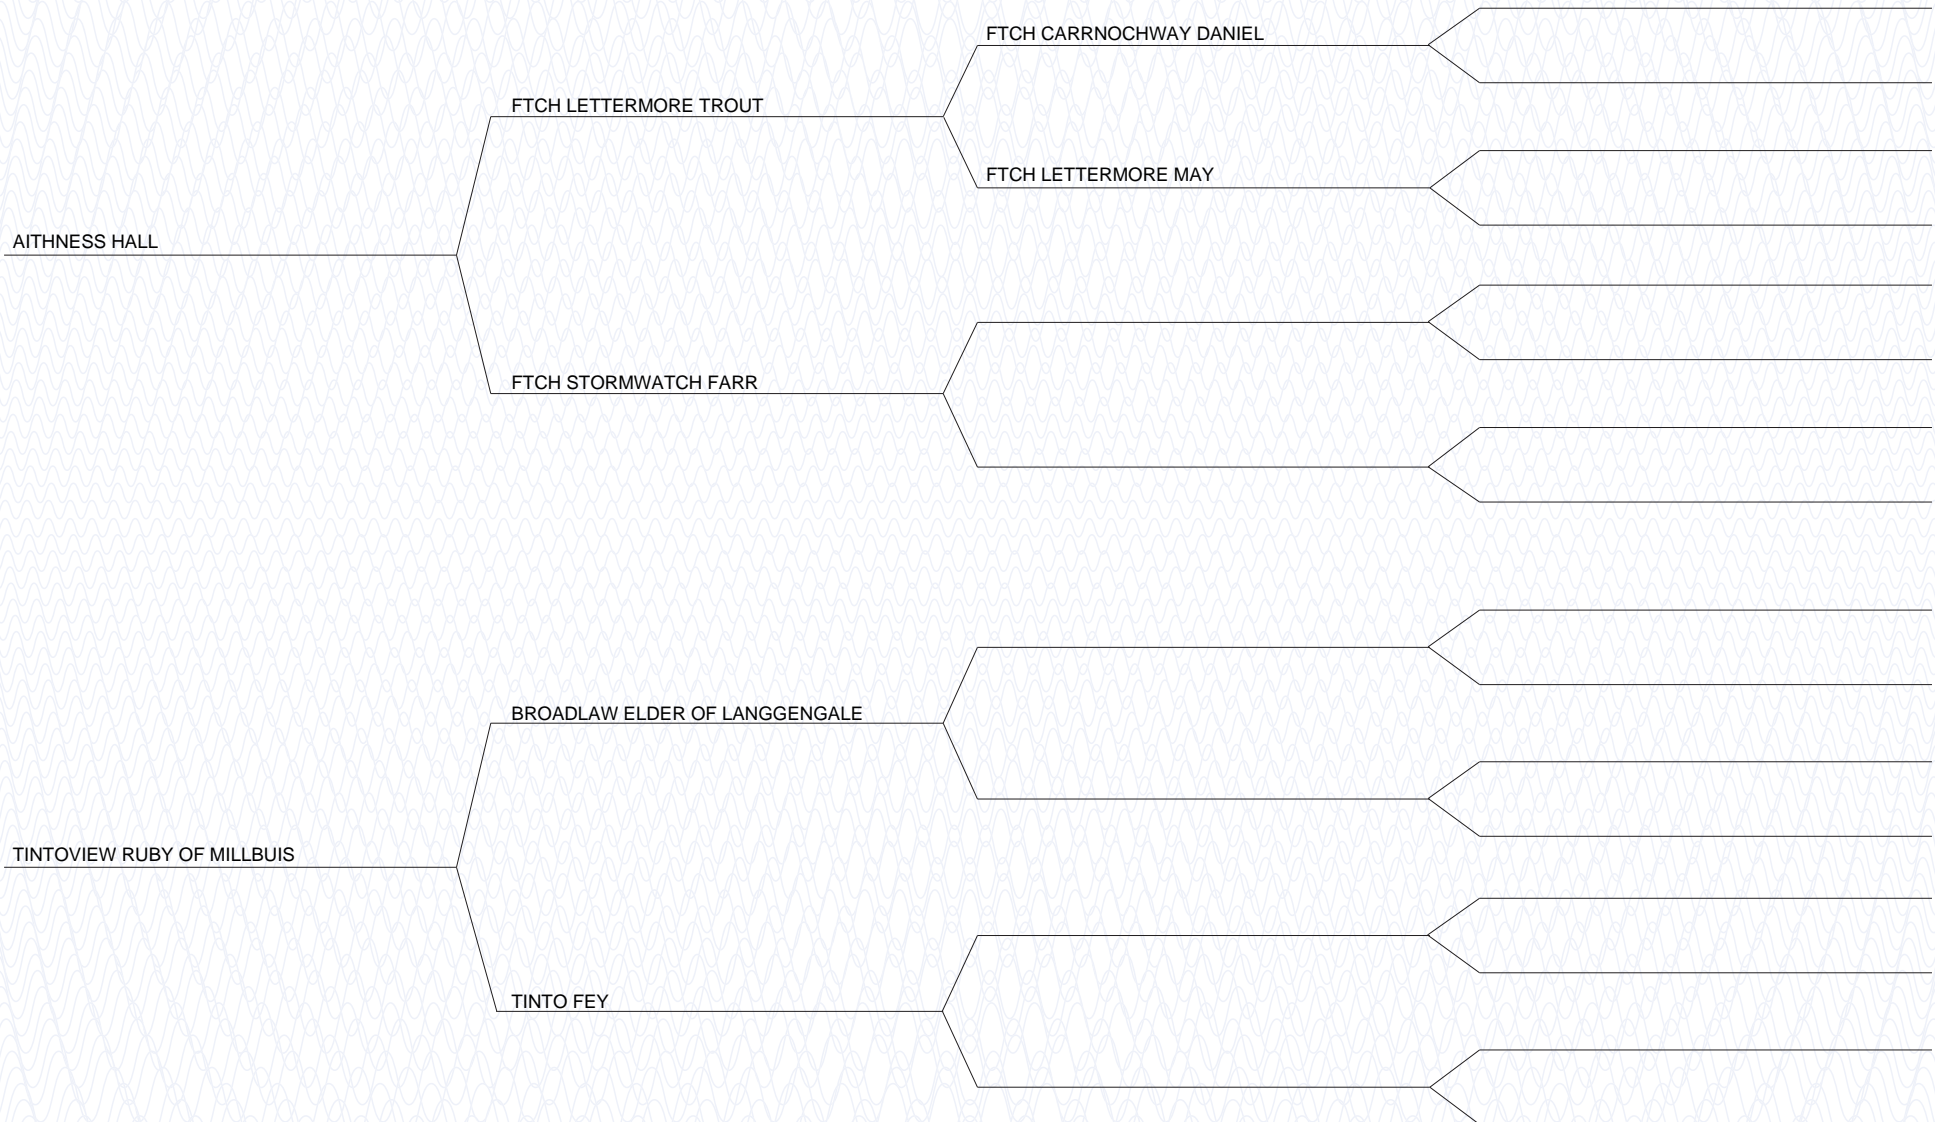 FTCH CARRNOCHWAY DANIEL
FTCH LETTERMORE TROUT
FTCH LETTERMORE MAY
AITHNESS HALL
FTCH STORMWATCH FARR
BROADLAW ELDER OF LANGGENGALE
TINTOVIEW RUBY OF MILLBUIS
TINTO FEY